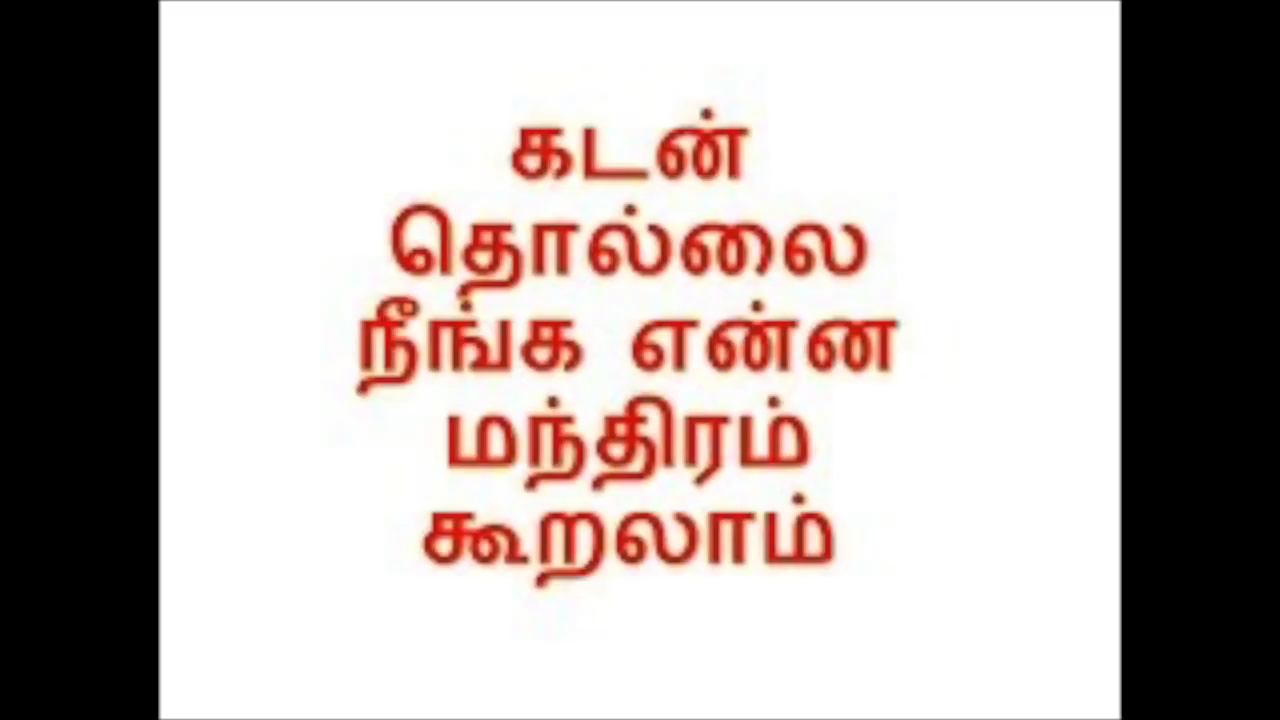 கடன்
தொல்லை
நீங்க என்ன
மந்திரம்
கூறலாம்